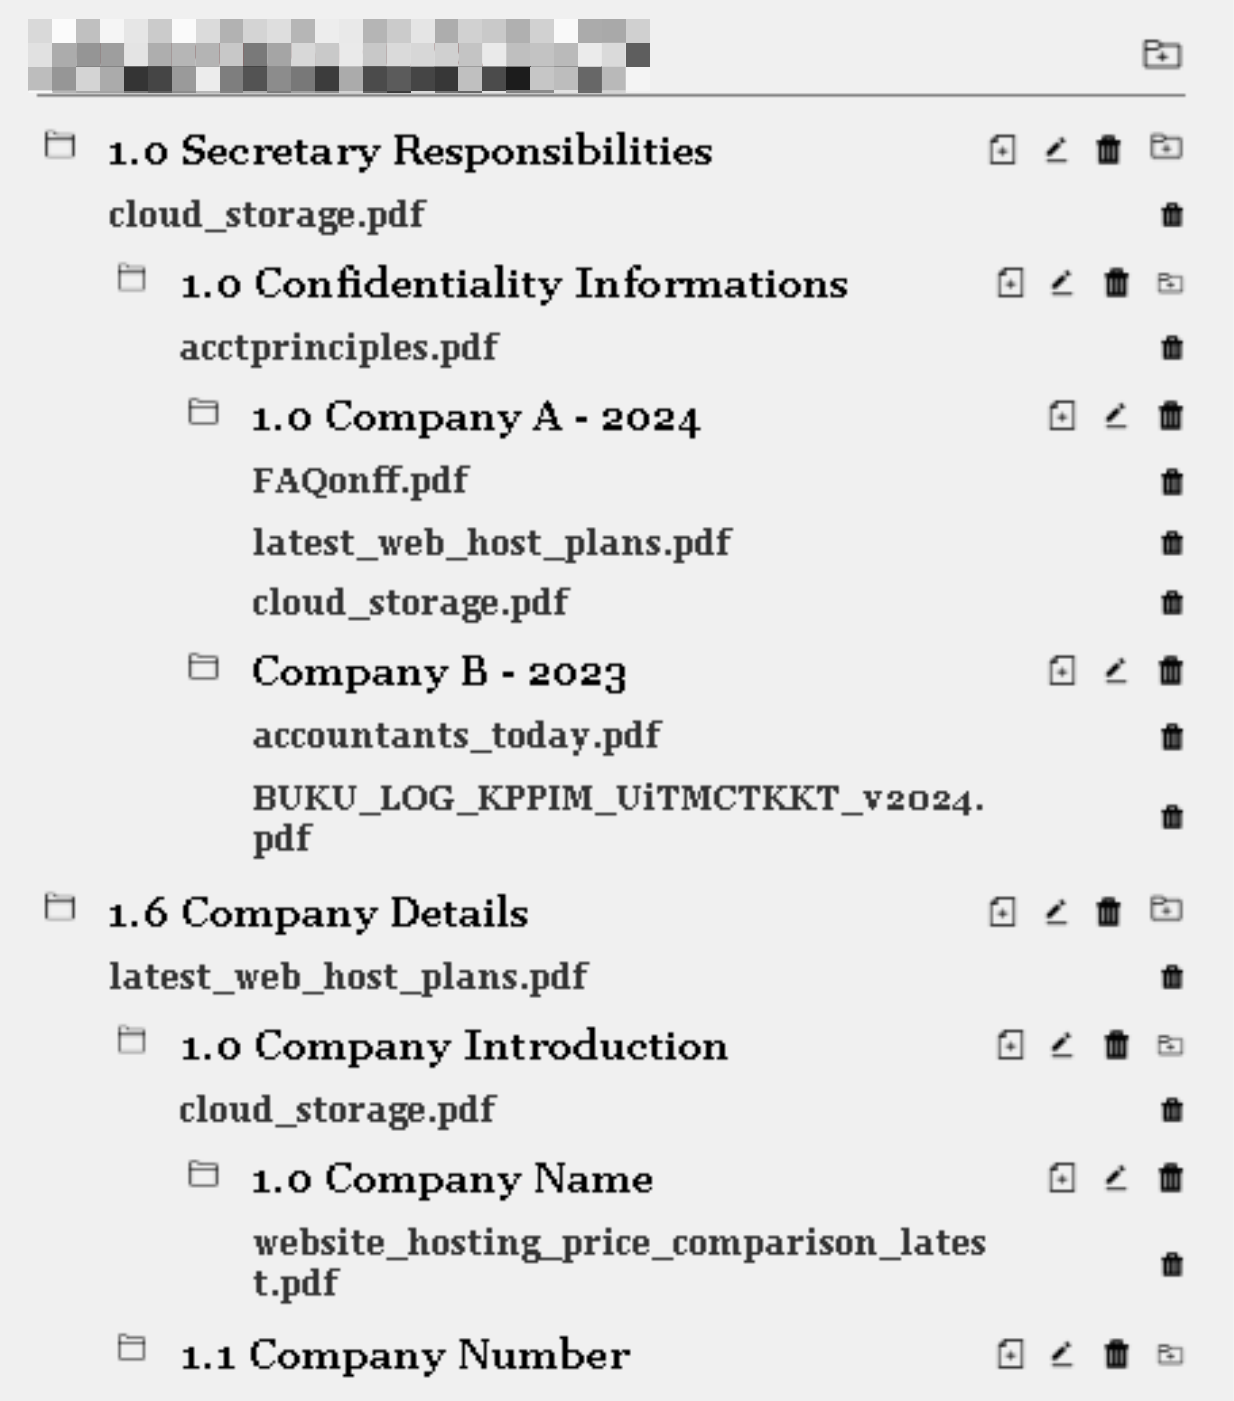 1.0 Secretary Responsibilities
cloud_storage.pdf
1.0 Confidentiality Informations
acctprinciples.pdf
1.0 Company A - 2024
FAQonff.pdf
latest_web_host_plans.pdf
cloud_storage.pdf
Company B - 2023
accountants_today.pdf
BUKU_LOG_KPPIM_UiTMCTKKT_v2024.
pdf
1.6 Company Details
latest_web_host_plans.pdf
1.0 Company Introduction
cloud_storage.pdf
1.0 Company Name
website_hosting_price_comparison_lates
t.pdf
1.1 Company Number